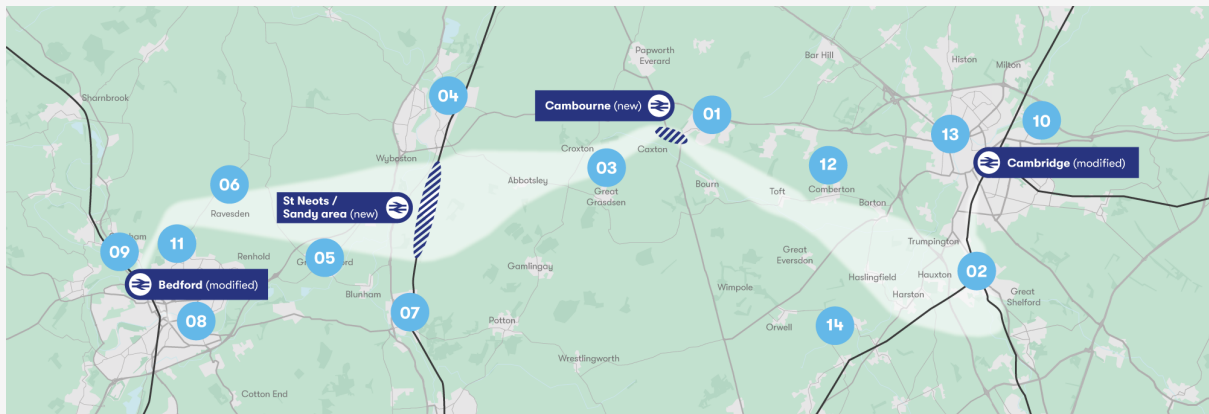 Sharnbrook
04
Wyboston
06
Ravesden
St Neots /
Sandy area (new)
09
11
Renhold
05
Bedford (modified)
08
Blunham
07
Cotton End
Potton
Gamlingay
Wrestlingworth
Abbotsley
Croxton
03
Great
Grasdsen
Papworth
Everard
Cambourne (new)
Caxton
01
Bourn
Bar Hill
12
Toft
Comberton
Barton
Great
Eversdon
Wimpole
Orwell
14
Haslingfield
Harston
Hauxton
Trumpington
02
Great
Shelford
Histon
Milton
13
10
Cambridge (modified)